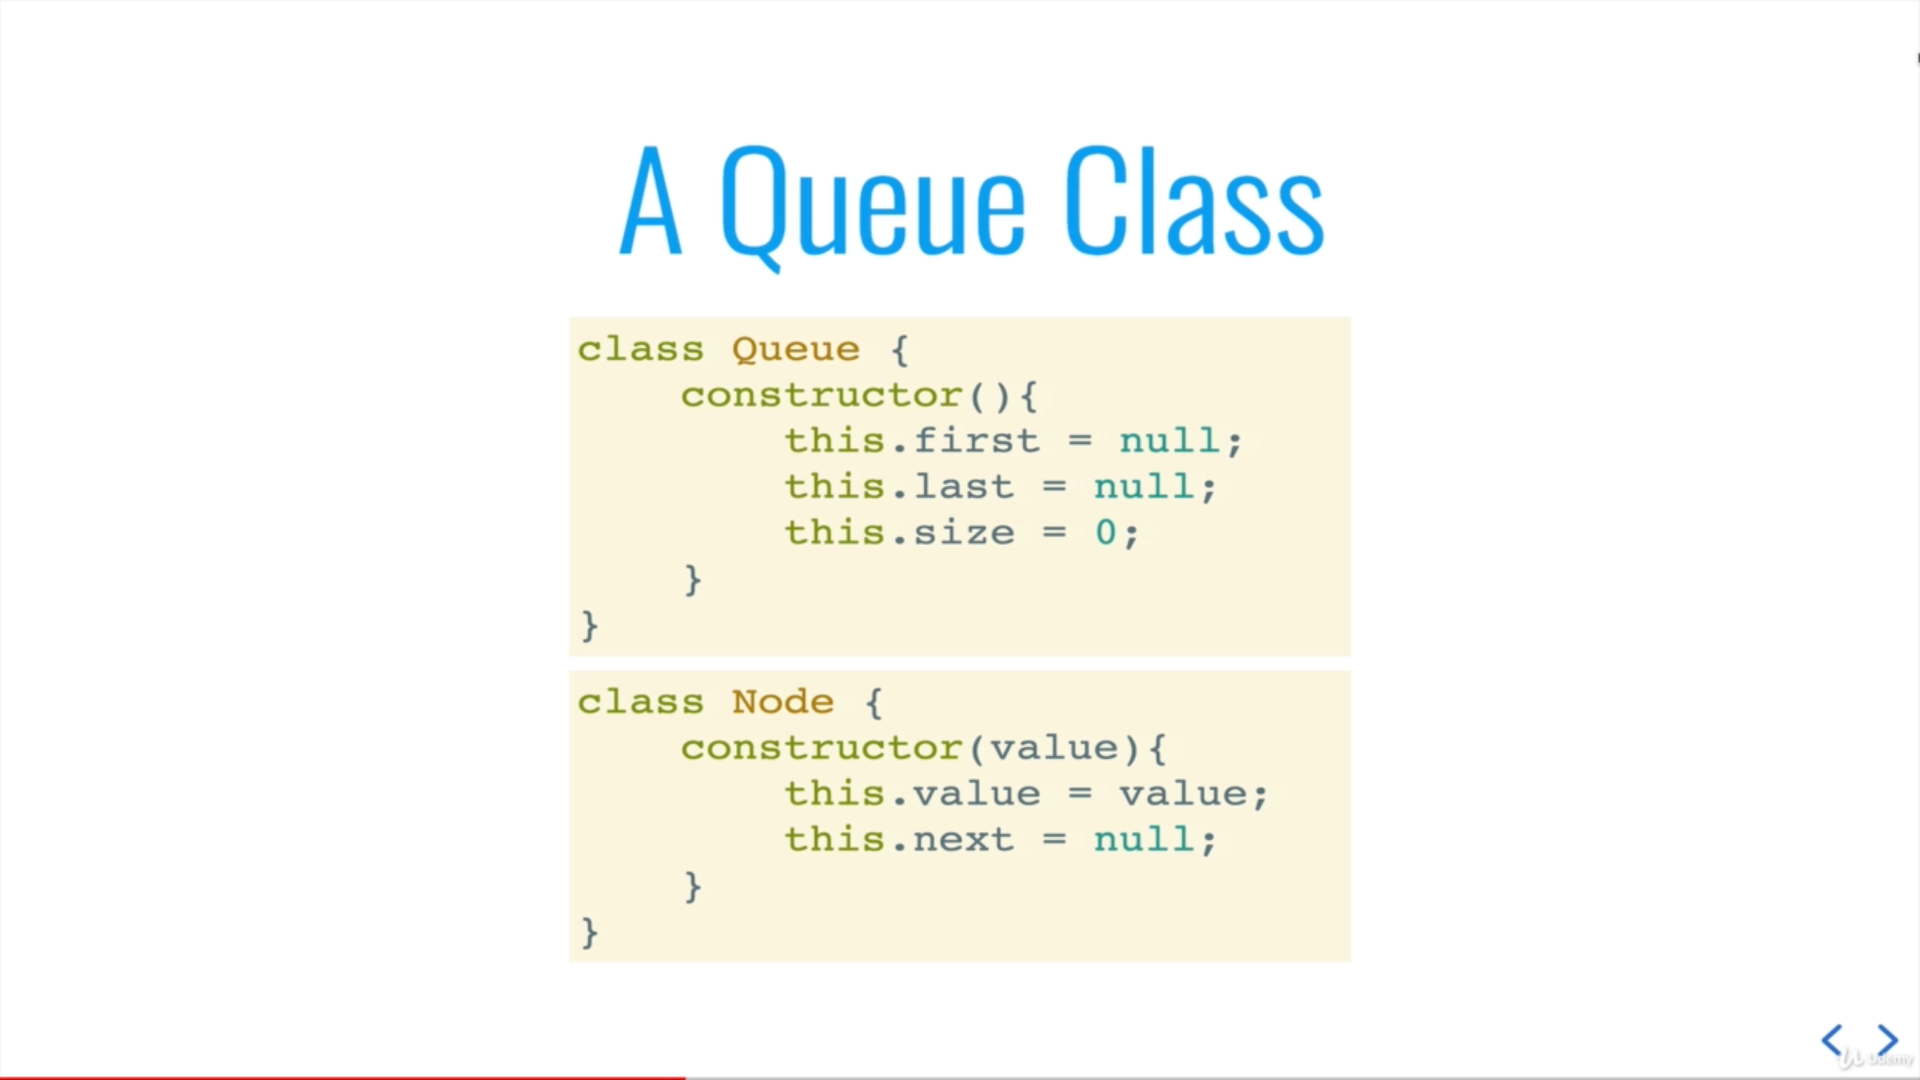 A Queue Class
class Queue {
constructor(){
this.first = null;
this.last = null;
this.size = 0;
}
}
class Node {
constructor(value){
this.value = value;
this.next = null;
}
}
Udemy